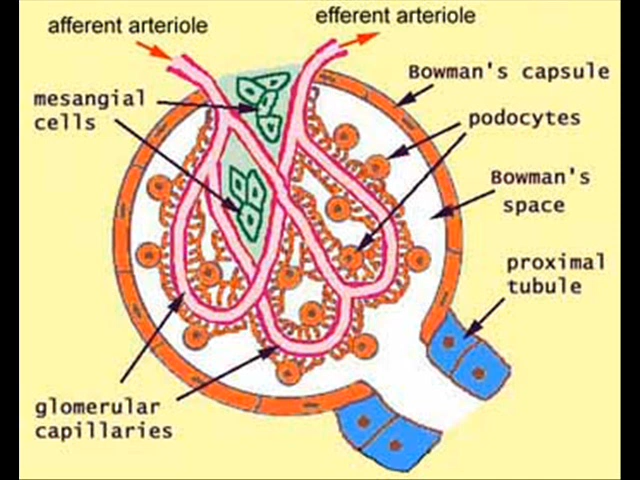 afferent arteriole
efferent arteriole
Bowman's capsule
mesangial
cells
podocytes
Bowman's
space
proximal
tubule
glomerular
capillaries